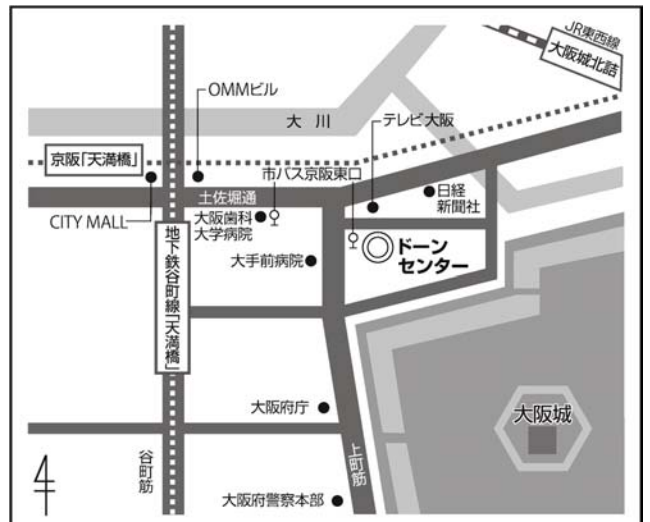 JR東西線
大阪城北詰
OMMビル
大川
テレビ大阪
京阪「天満橋」
市バス京阪東口
日経
新聞社
土佐堀通
CITY MALL
大阪歯科
大学病院
ドーン
センター
大手前病院
地下鉄谷町線「天満橋」
大阪府庁
大阪城
谷町筋
上町筋
大阪府警察本部